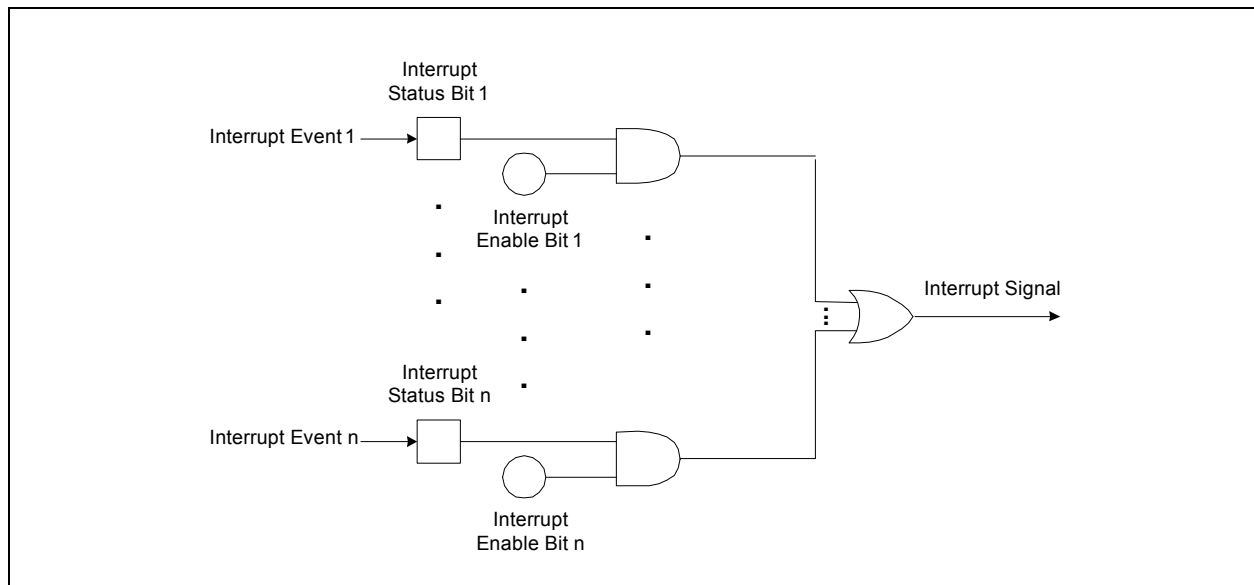 Interrupt
Status Bit 1
Interrupt Event 1
Interrupt
Enable Bit 1
Interrupt Signal
Interrupt
Status Bit n
Interrupt Event n
Interrupt
Enable Bit n